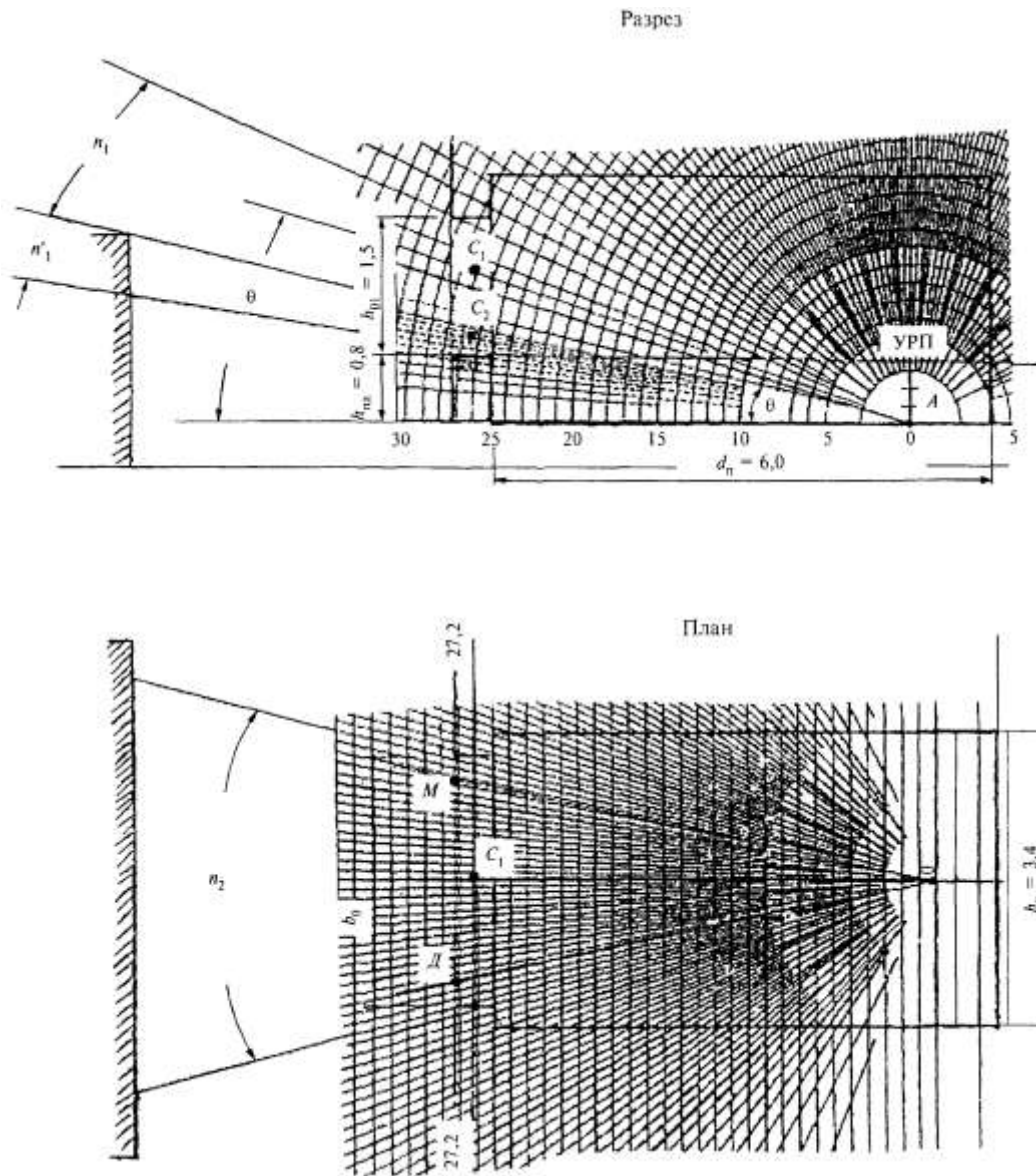 Разрез
n₁
n'₁
θ
h₀₁ = 1,5
hпл = 0,8
C₁
C₂
УРП
θ
A
30 25 20 15 10 5 0 5
dп = 6,0
План
27,2
M
C₁
n₂
b₀
Д
27,2
= 3,4